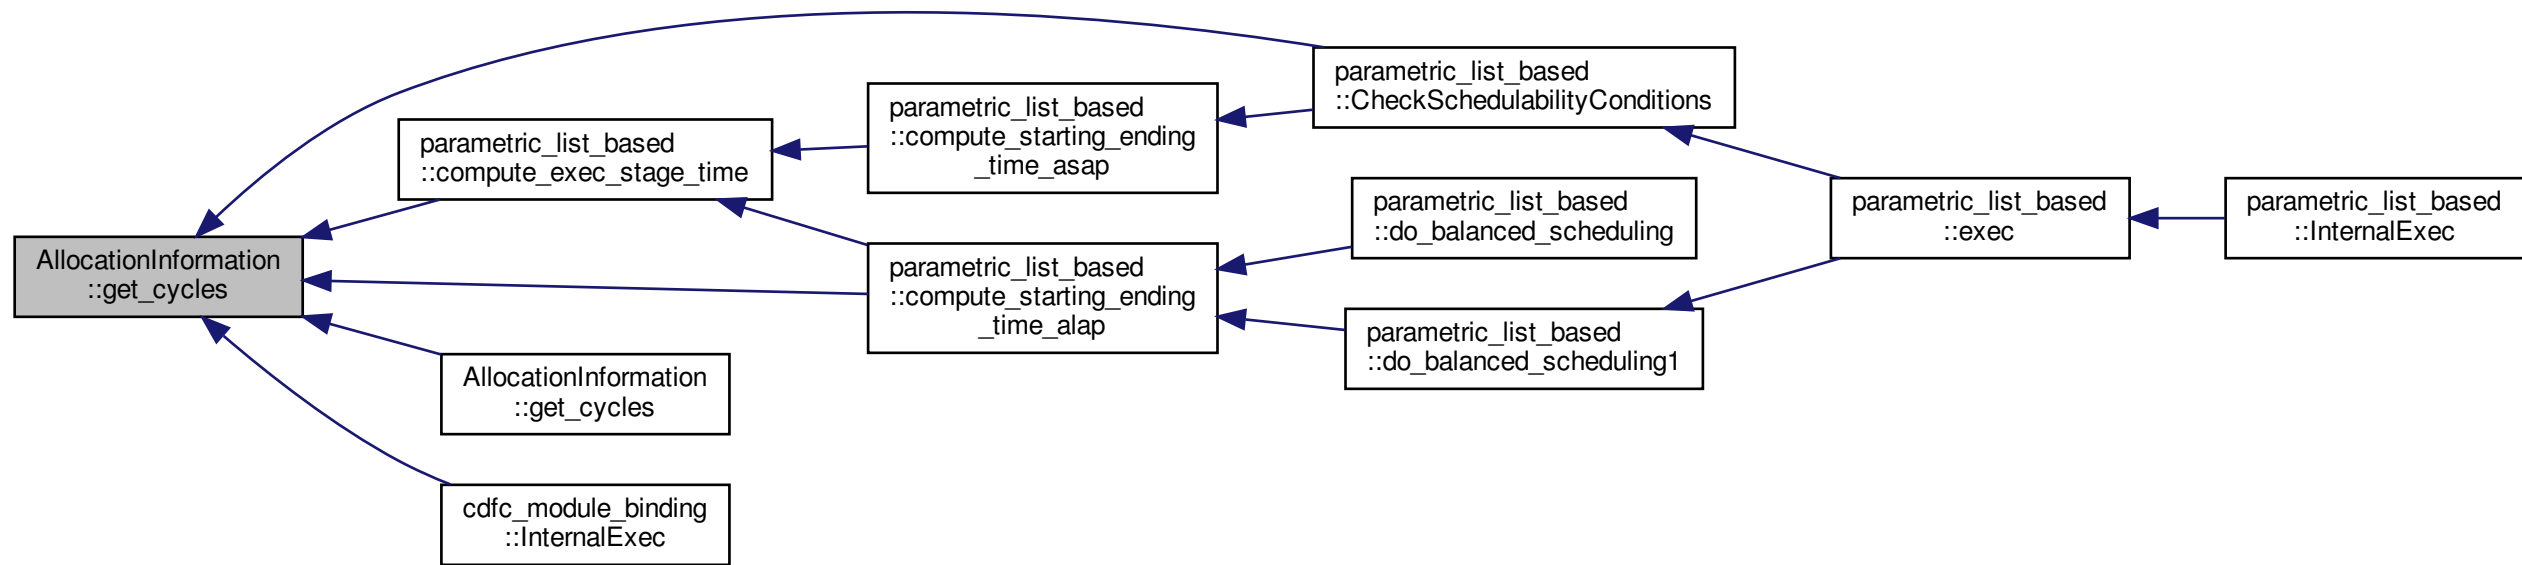 AllocationInformation
::get_cycles
parametric_list_based
::compute_exec_stage_time
AllocationInformation
::get_cycles
cdfc_module_binding
::InternalExec
parametric_list_based
::compute_starting_ending
_time_asap
parametric_list_based
::compute_starting_ending
_time_alap
parametric_list_based
::CheckSchedulabilityConditions
parametric_list_based
::do_balanced_scheduling
parametric_list_based
::do_balanced_scheduling1
parametric_list_based
::exec
parametric_list_based
::InternalExec